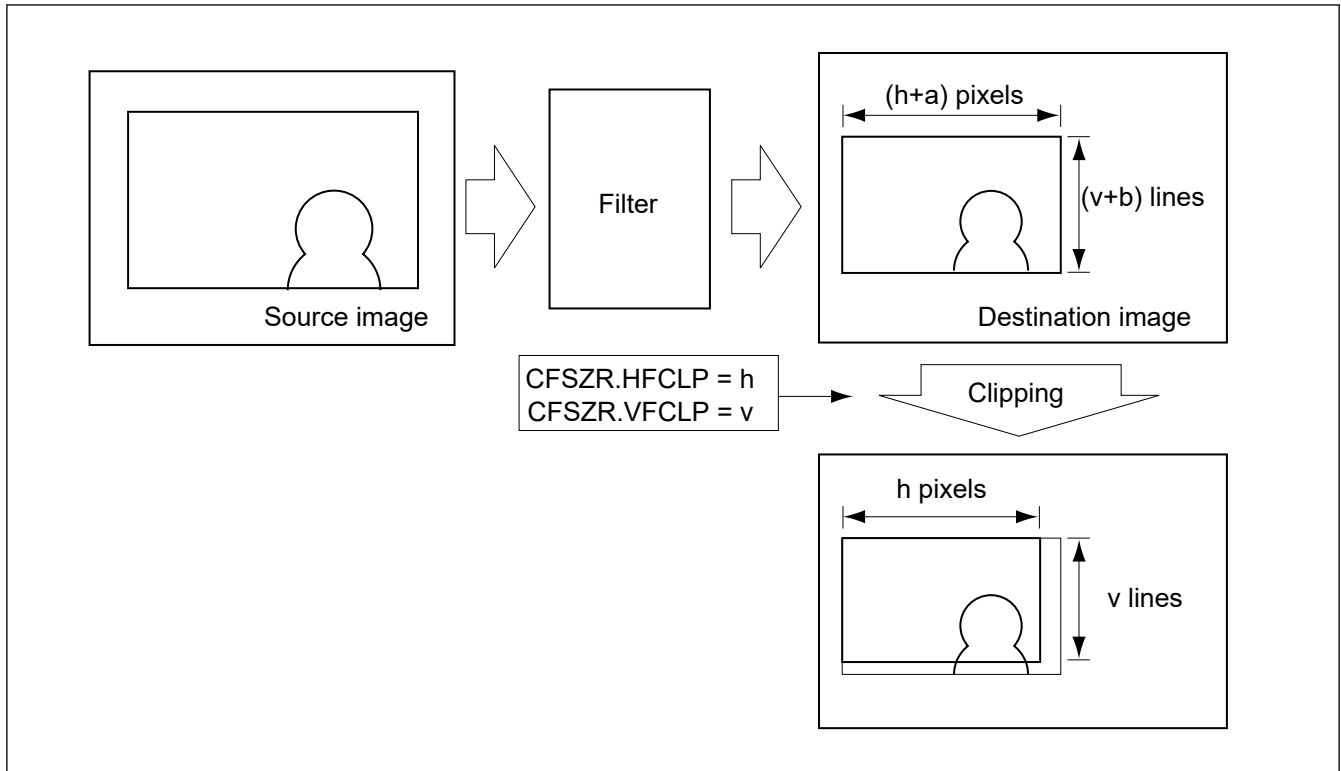 (h+a) pixels
(v+b) lines
Filter
Source image
Destination image
CFSZR.HFCLP = h
CFSZR.VFCLP = v
Clipping
h pixels
v lines